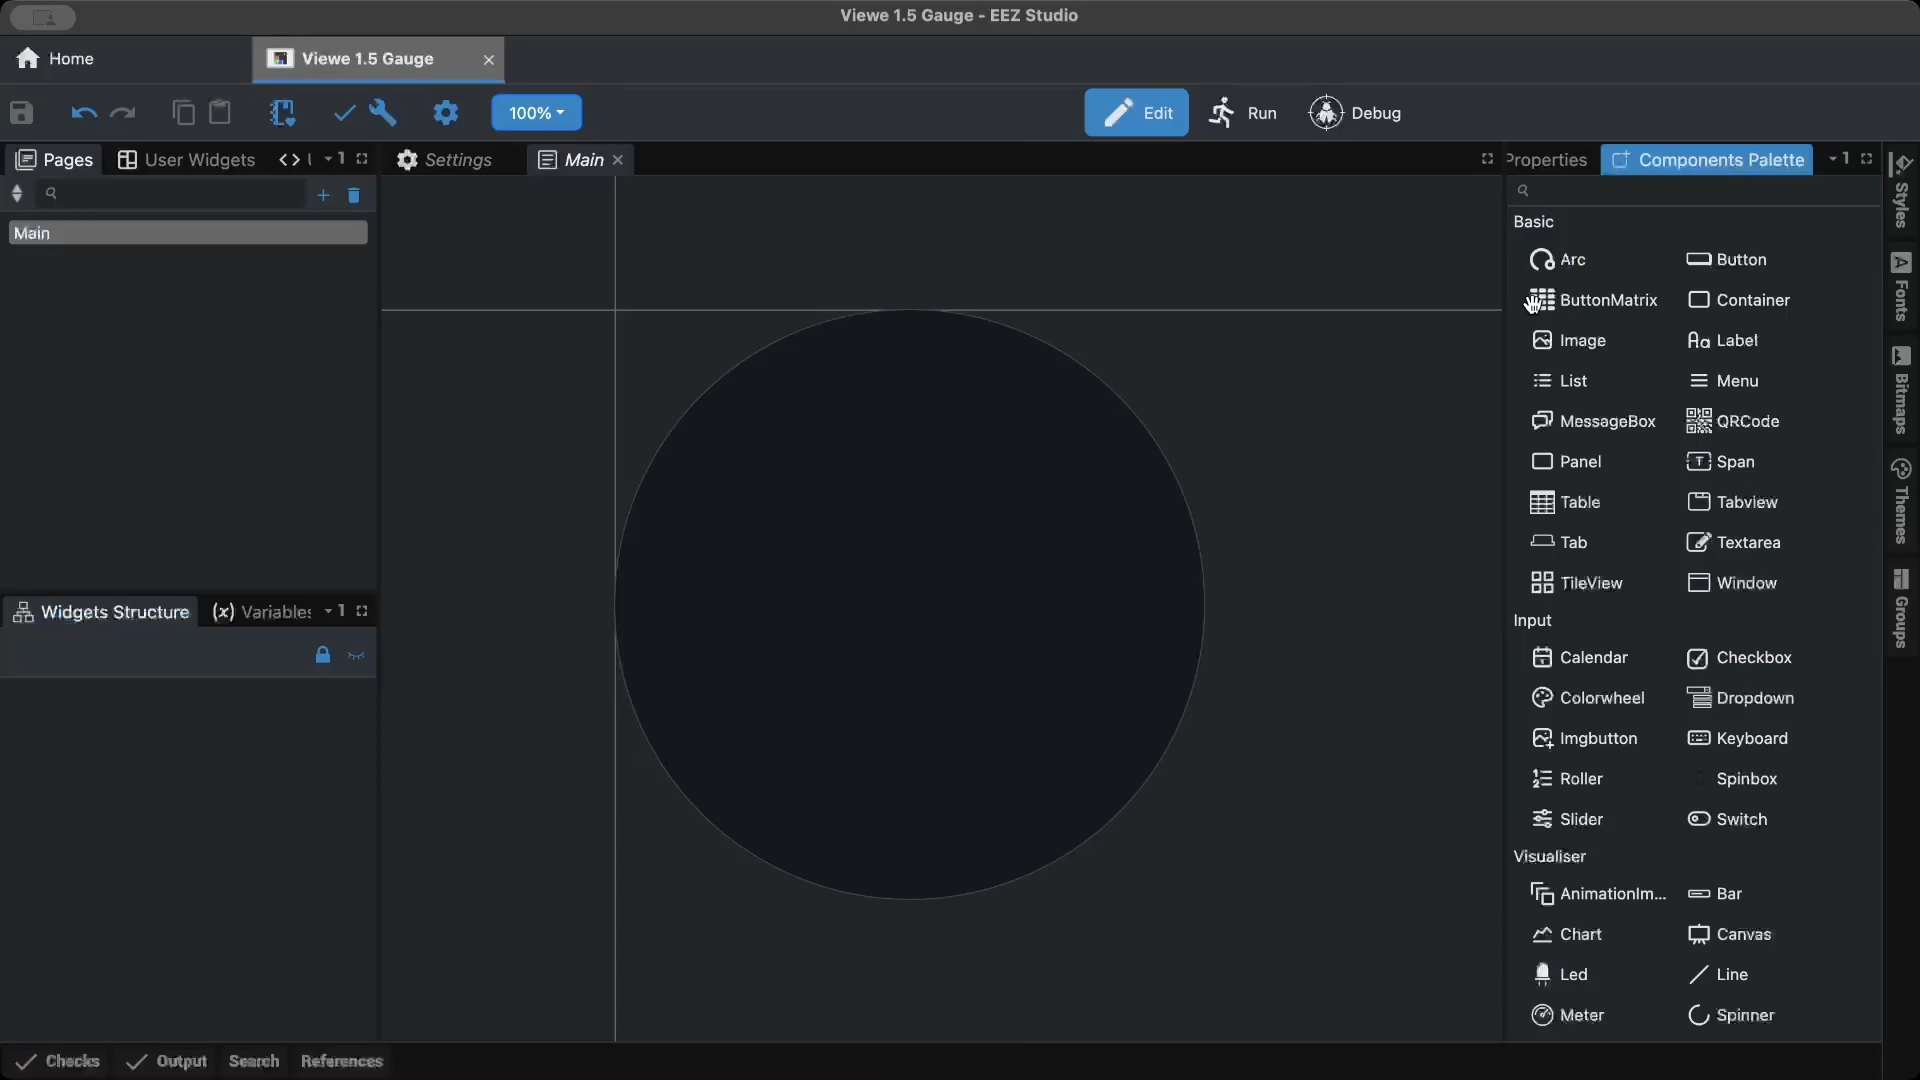 Viewe 1.5 Gauge - EEZ Studio
Home
Viewe 1.5 Gauge
100%
Edit
Run
Debug
Pages
User Widgets
1
Settings
Main
Properties
Components Palette
1
Main
Basic
Arc
Button
ButtonMatrix
Container
Image
Label
List
Menu
MessageBox
QRCode
Panel
Span
Table
Tabview
Tab
Textarea
TileView
Window
Input
Calendar
Checkbox
Colorwheel
Dropdown
Imgbutton
Keyboard
Roller
Spinbox
Slider
Switch
Visualiser
AnimationIm...
Bar
Chart
Canvas
Led
Line
Meter
Spinner
Styles
Fonts
Bitmaps
Themes
Groups
Widgets Structure
(x) Variables
1
Checks
Output
Search
References